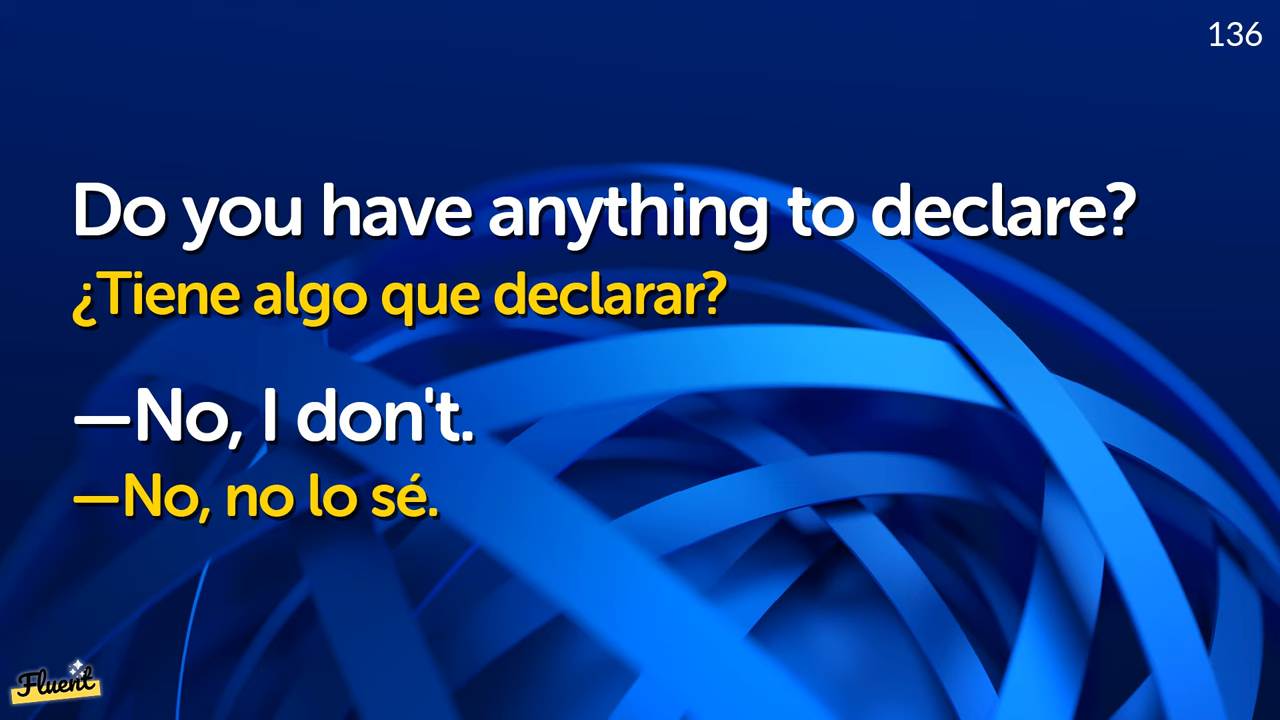 136
Do you have anything to declare?
¿Tiene algo que declarar?
—No, I don't.
—No, no lo sé.
Fluent